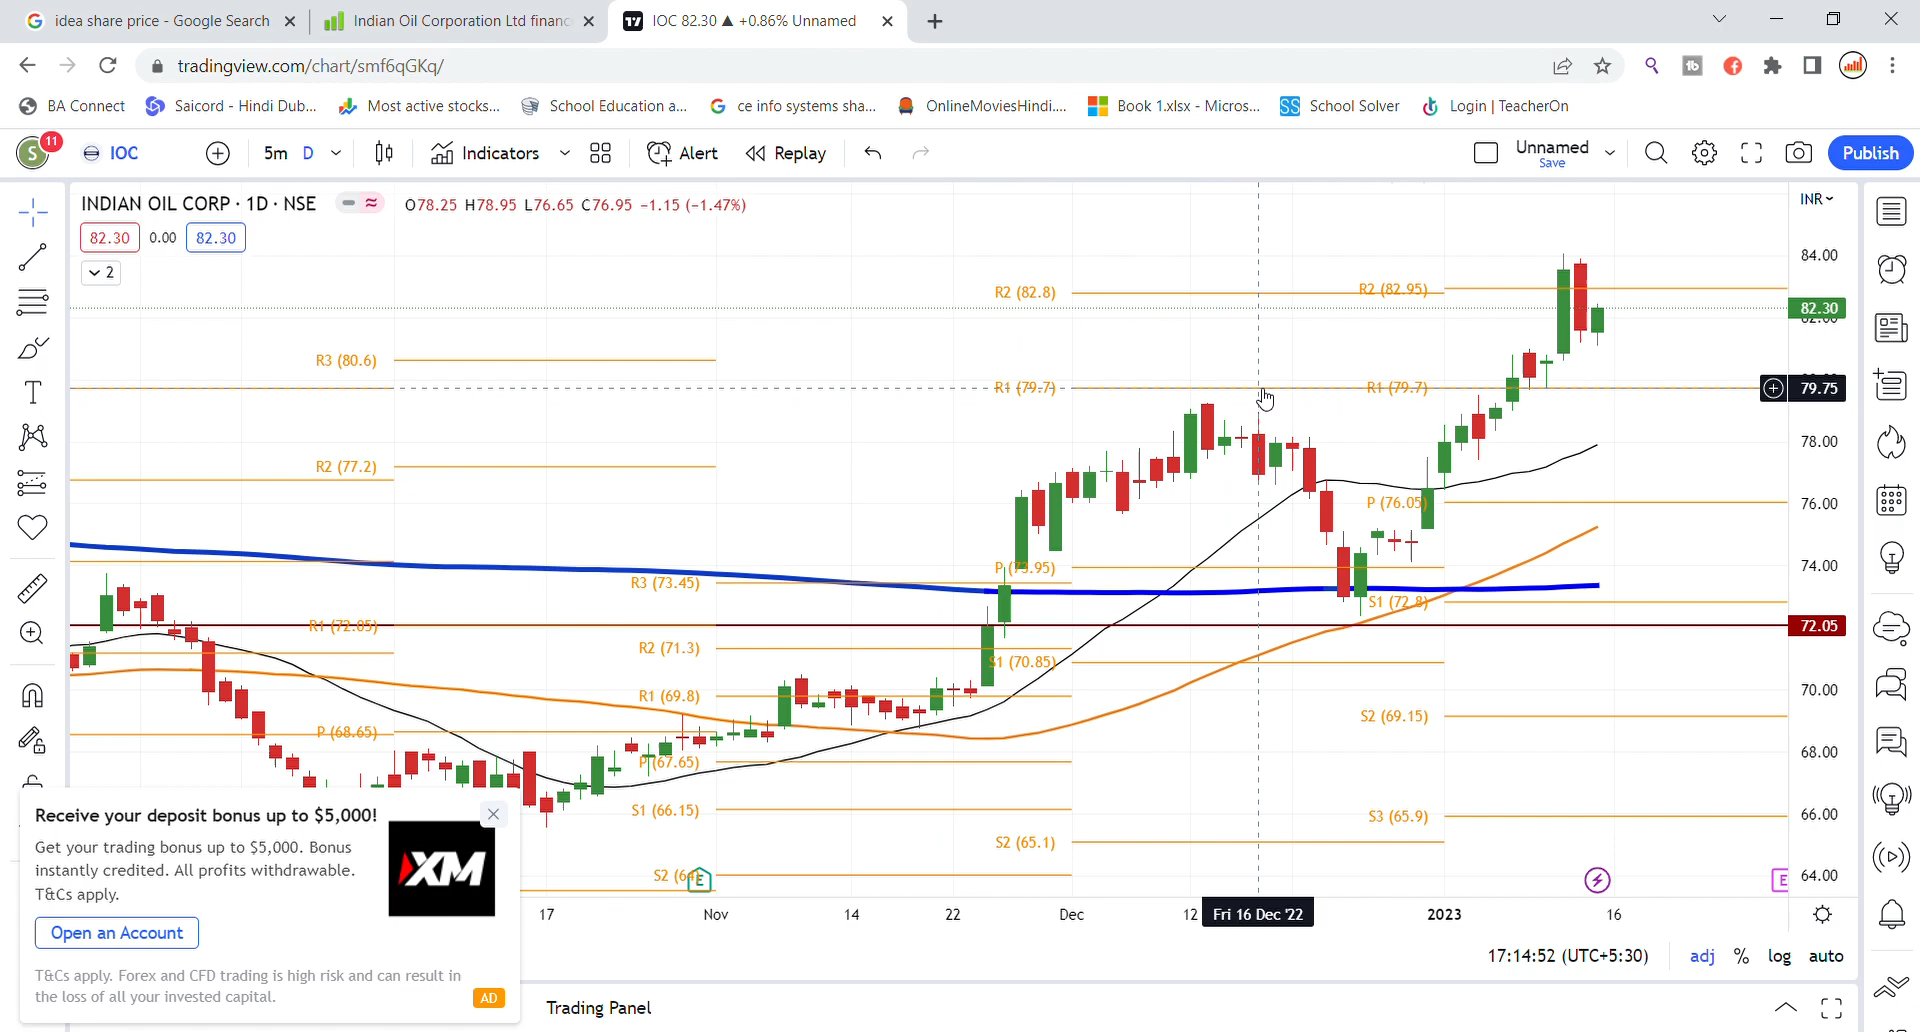 idea share price - Google Search
Indian Oil Corporation Ltd financ
IOC 82.30 ▲ +0.86% Unnamed
tradingview.com/chart/smf6qGKq/
BA Connect
Saicord - Hindi Dub...
Most active stocks...
School Education a...
ce info systems sha...
OnlineMoviesHindi....
Book 1.xlsx - Micros...
SS School Solver
Login | TeacherOn
S 11
IOC
5m D
Indicators
Alert
Replay
Unnamed
Save
Publish
INDIAN OIL CORP · 1D · NSE
O78.25 H78.95 L76.65 C76.95 −1.15 (−1.47%)
INR
82.30 0.00 82.30
2
84.00
R2 (82.8)
R2 (82.95)
82.30
82.00
R3 (80.6)
R1 (79.7)
R1 (79.7)
79.75
78.00
R2 (77.2)
P (76.05)
76.00
P (73.95)
74.00
R3 (73.45)
S1 (72.8)
R1 (72.05)
72.05
R2 (71.3)
S1 (70.85)
R1 (69.8)
70.00
S2 (69.15)
P (68.65)
68.00
P (67.65)
S1 (66.15)
66.00
S3 (65.9)
S2 (65.1)
S2 (64
E
64.00
E
17
Nov
14
22
Dec
12
Fri 16 Dec '22
2023
16
Receive your deposit bonus up to $5,000!
Get your trading bonus up to $5,000. Bonus
instantly credited. All profits withdrawable.
T&Cs apply.
XM
Open an Account
T&Cs apply. Forex and CFD trading is high risk and can result in
the loss of all your invested capital.
AD
17:14:52 (UTC+5:30)
adj % log auto
Trading Panel